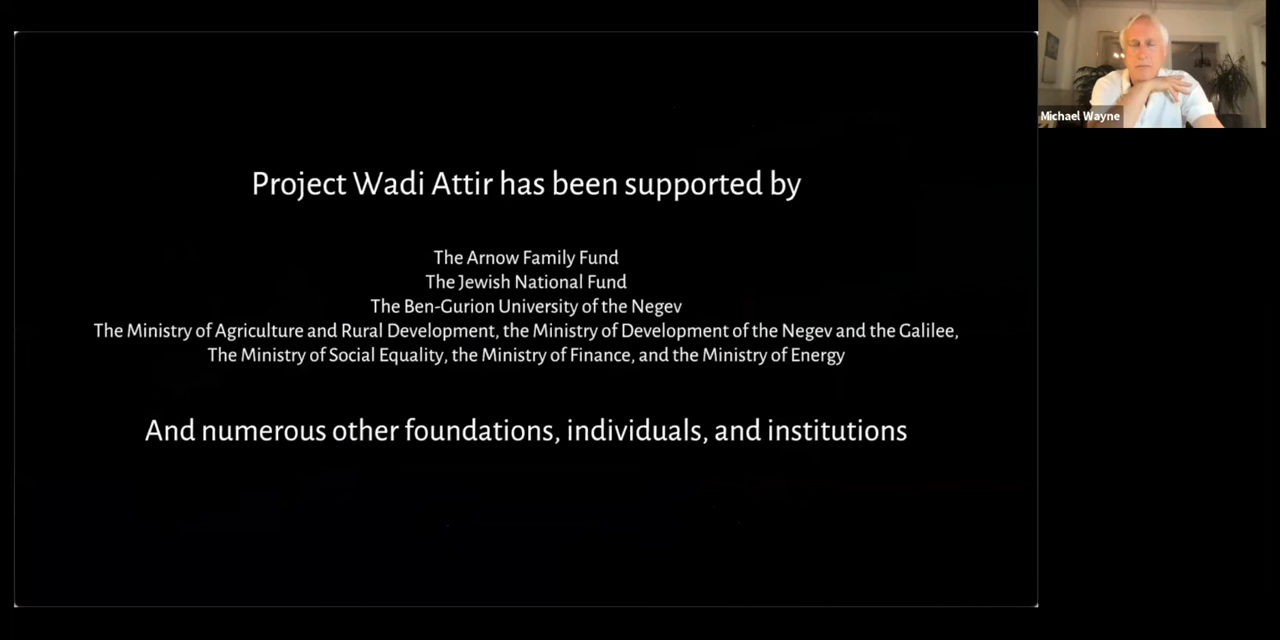 Project Wadi Attir has been supported by
The Arnow Family Fund
The Jewish National Fund
The Ben-Gurion University of the Negev
The Ministry of Agriculture and Rural Development, the Ministry of Development of the Negev and the Galilee,
The Ministry of Social Equality, the Ministry of Finance, and the Ministry of Energy
And numerous other foundations, individuals, and institutions
Michael Wayne